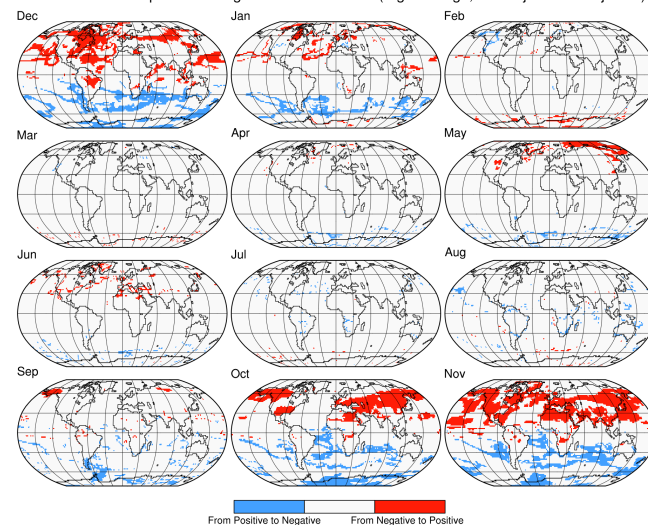 Dec Jan Feb
Mar Apr May
Jun Jul Aug
Sep Oct Nov
From Positive to Negative From Negative to Positive